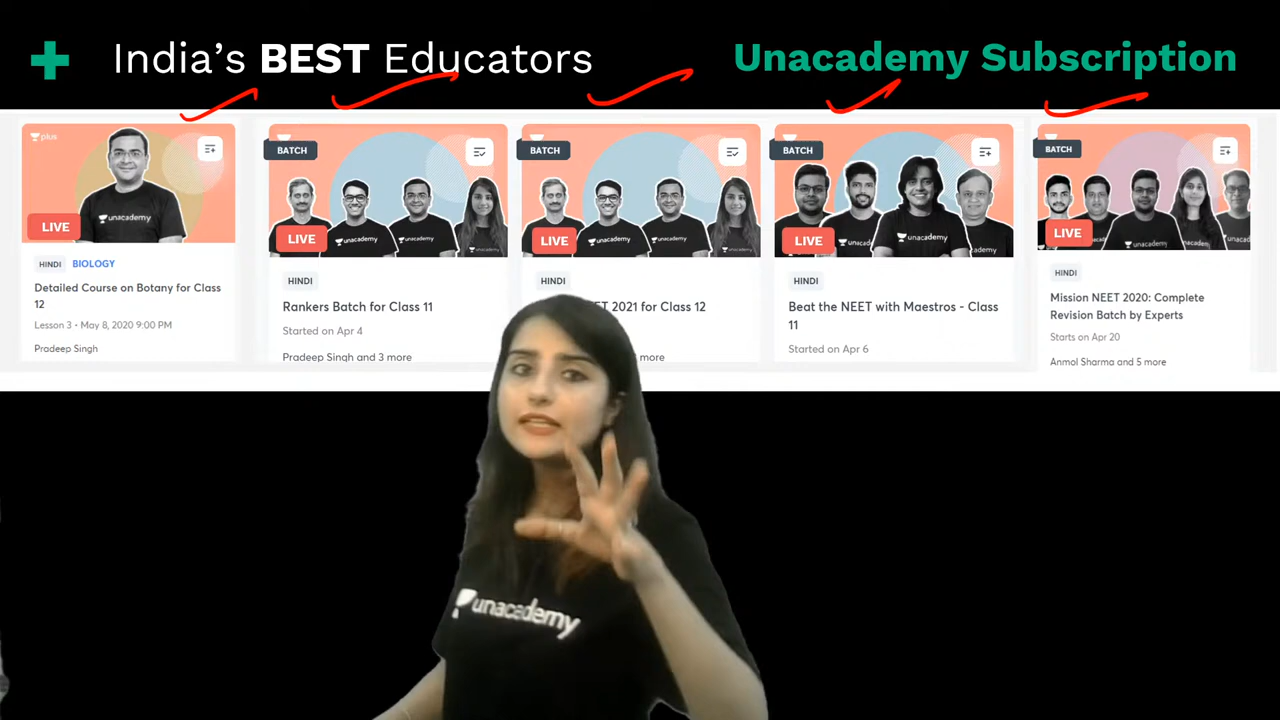 India's BEST Educators
Unacademy Subscription
plus
LIVE
HINDI BIOLOGY
Detailed Course on Botany for Class
12
Lesson 3 • May 8, 2020 9:00 PM
Pradeep Singh
BATCH
unacademy
LIVE
HINDI
Rankers Batch for Class 11
Started on Apr 4
Pradeep Singh and 3 more
BATCH
unacademy
LIVE
HINDI
2021 for Class 12
more
BATCH
unacademy
LIVE
HINDI
Beat the NEET with Maestros - Class
11
Started on Apr 6
BATCH
unacademy
LIVE
HINDI
Mission NEET 2020: Complete
Revision Batch by Experts
Starts on Apr 20
Anmol Sharma and 5 more
unacademy